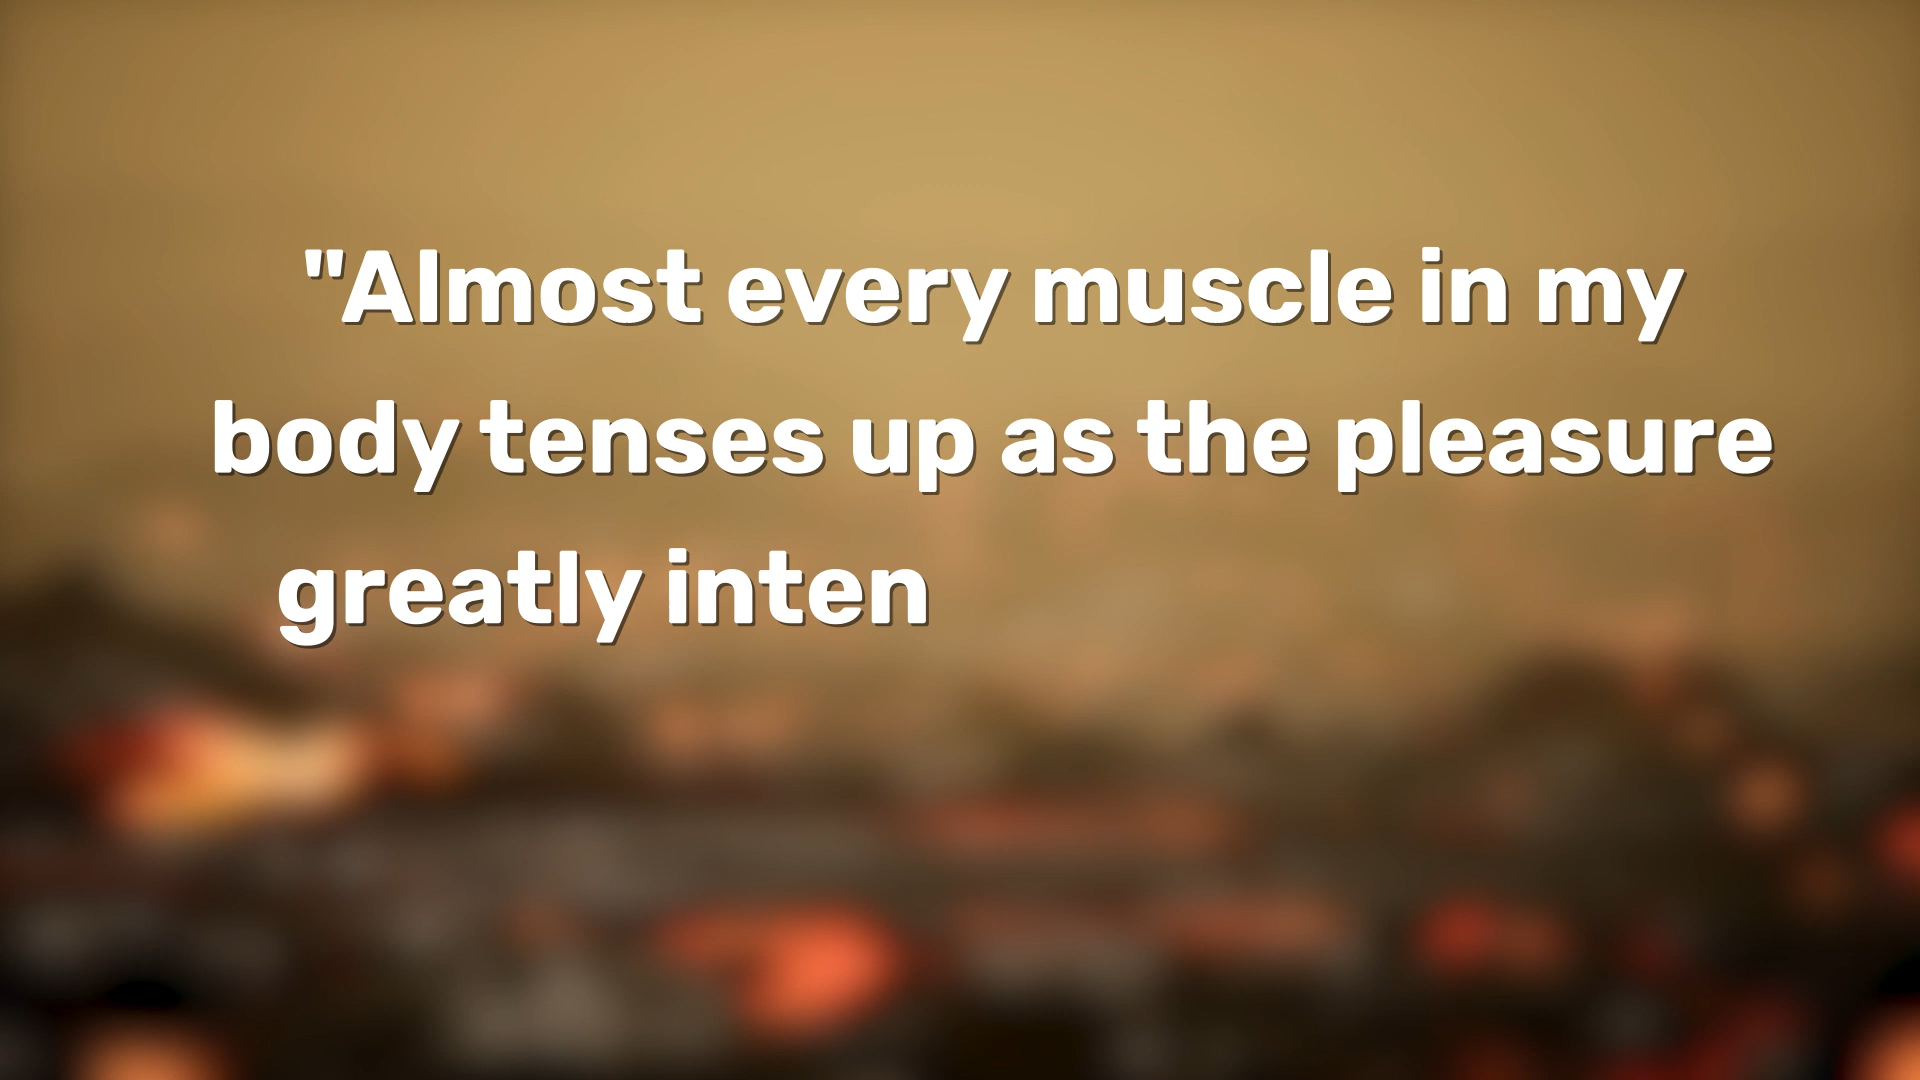 "Almost every muscle in my
body tenses up as the pleasure
greatly inten